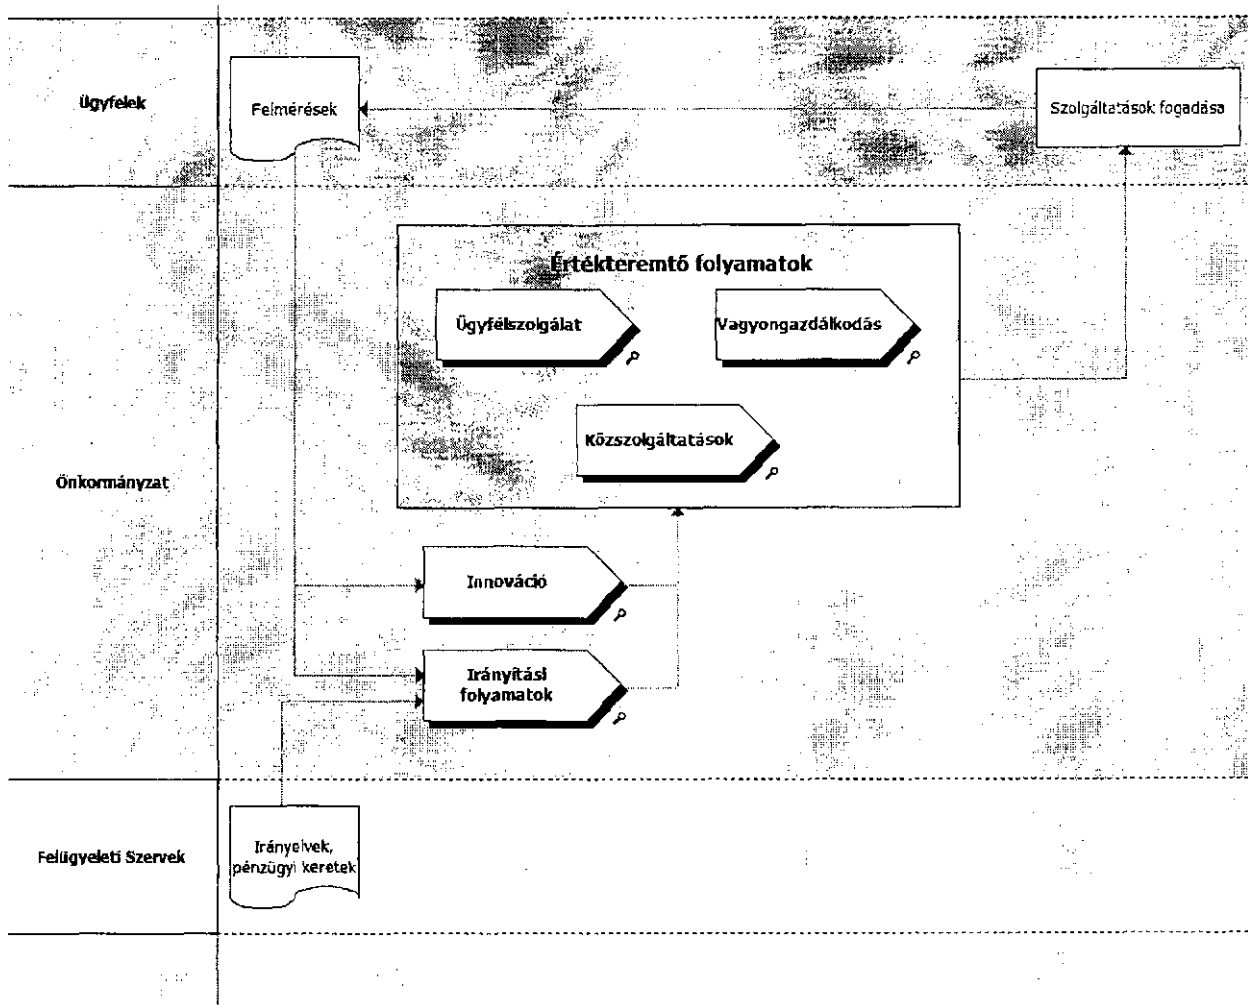 Ügyfelek
Felmérések
Szolgáltatások fogadása
Értékteremtő folyamatok
Ügyfélszolgálat
Vagyongazdálkodás
Közszolgáltatások
Önkormányzat
Innováció
Irányítási
folyamatok
Felügyeleti Szervek
Irányelvek,
pénzügyi keretek